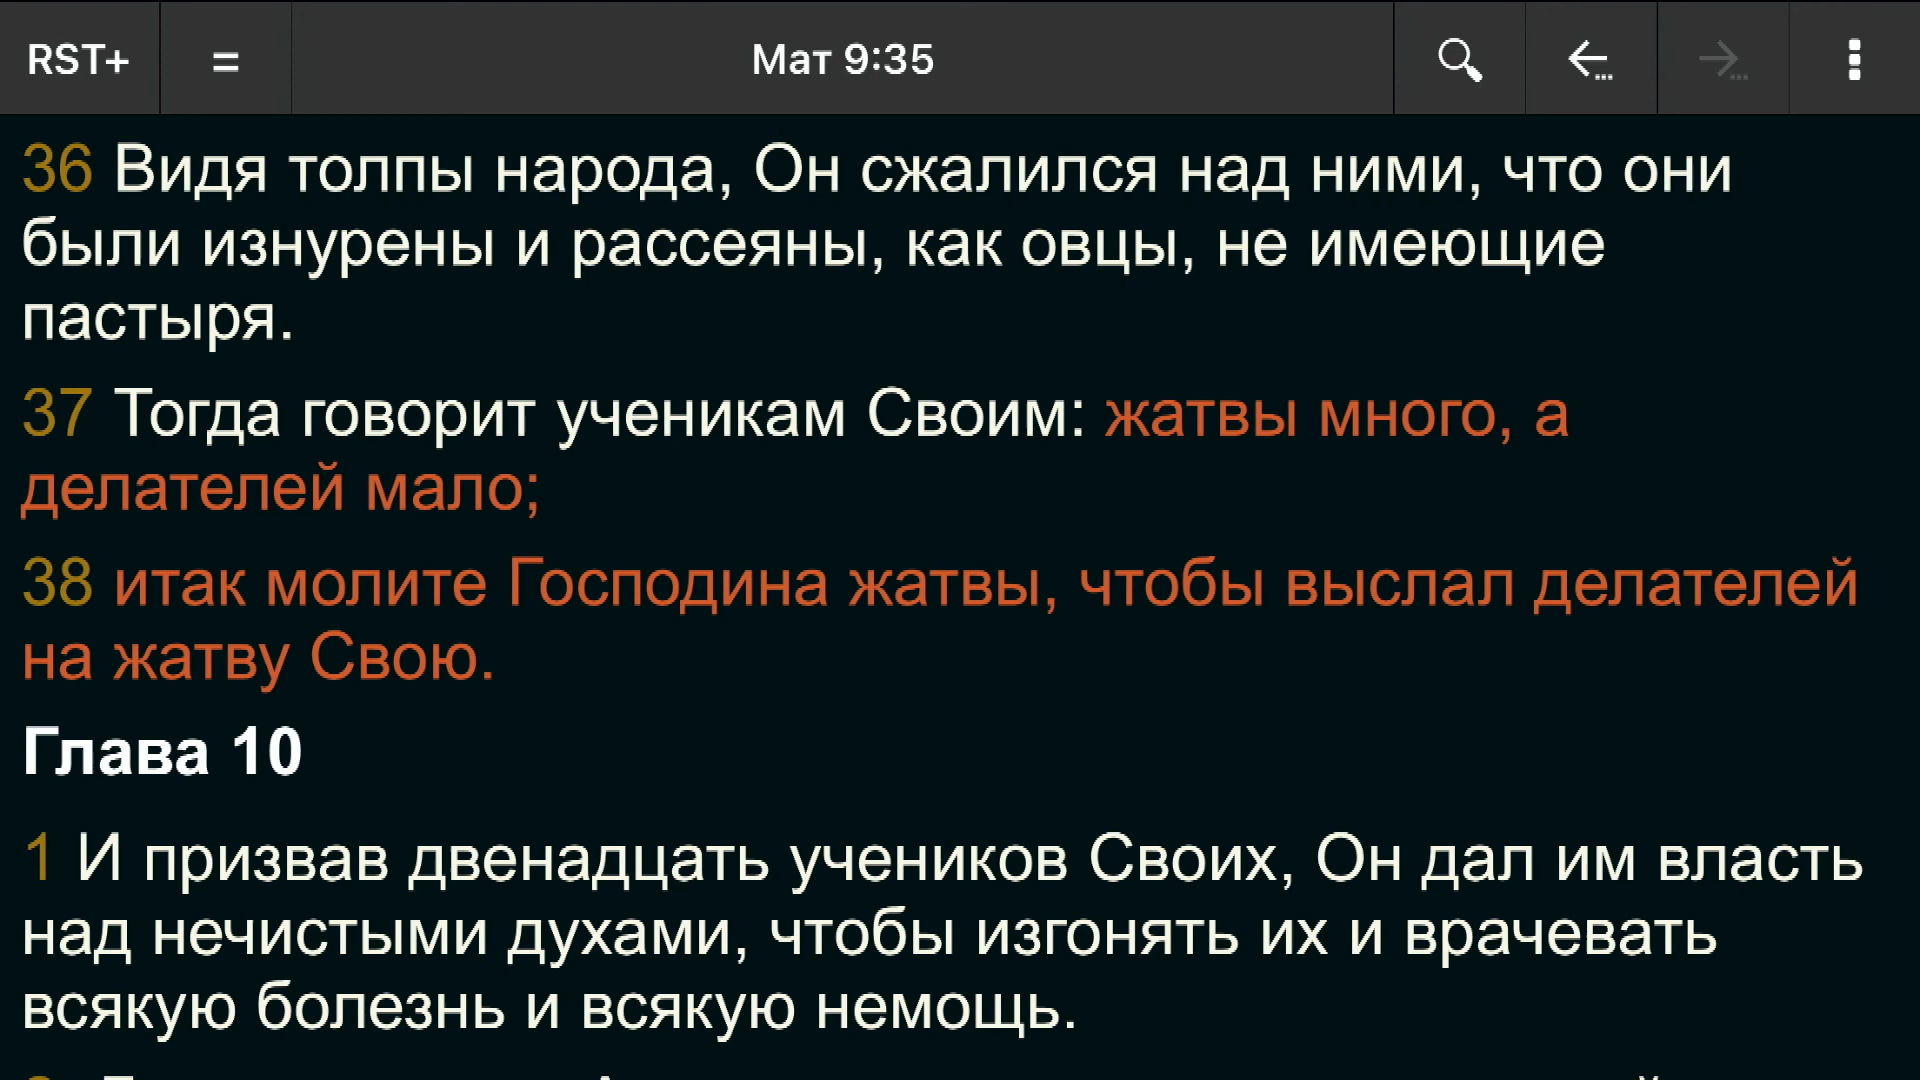 RST+ = Мат 9:35
36 Видя толпы народа, Он сжалился над ними, что они
были изнурены и рассеяны, как овцы, не имеющие
пастыря.
37 Тогда говорит ученикам Своим: жатвы много, а
делателей мало;
38 итак молите Господина жатвы, чтобы выслал делателей
на жатву Свою.
Глава 10
1 И призвав двенадцать учеников Своих, Он дал им власть
над нечистыми духами, чтобы изгонять их и врачевать
всякую болезнь и всякую немощь.